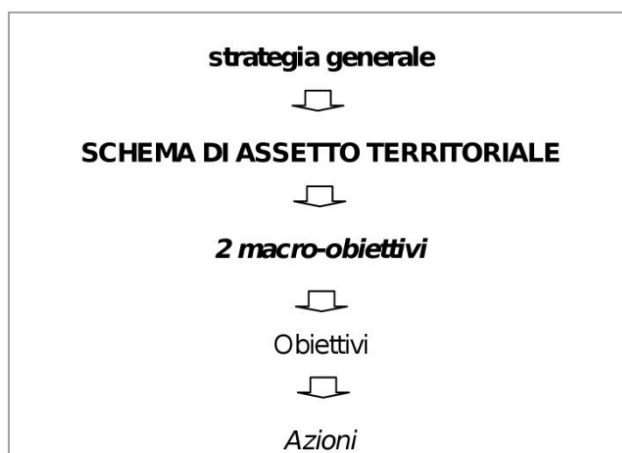 strategia generale
SCHEMA DI ASSETTO TERRITORIALE
2 macro-obiettivi
Obiettivi
Azioni